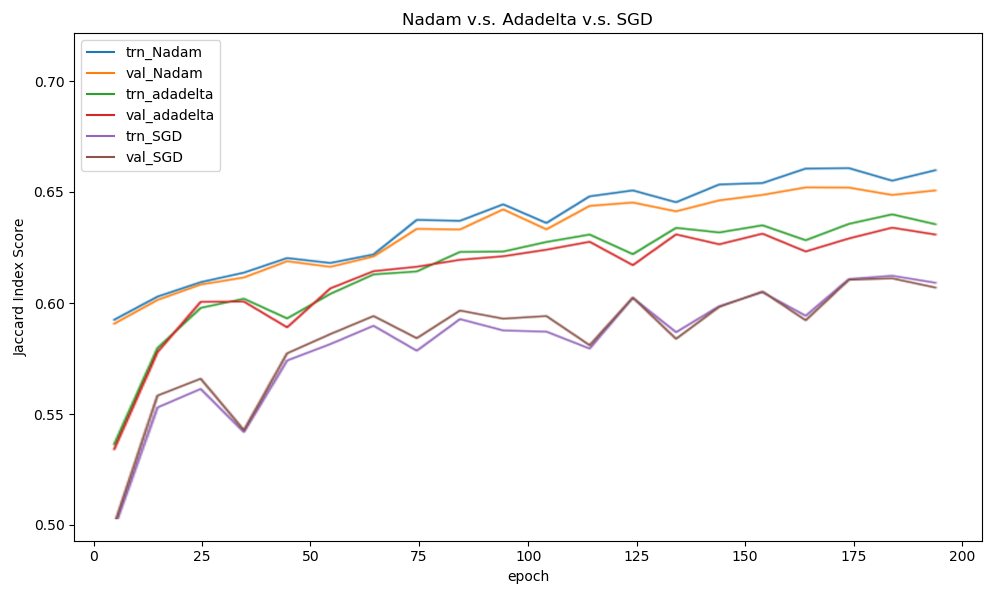 Nadam v.s. Adadelta v.s. SGD
trn_Nadam
val_Nadam
trn_adadelta
val_adadelta
trn_SGD
val_SGD
Jaccard Index Score
0.70
0.65
0.60
0.55
0.50
0 25 50 75 100 125 150 175 200
epoch